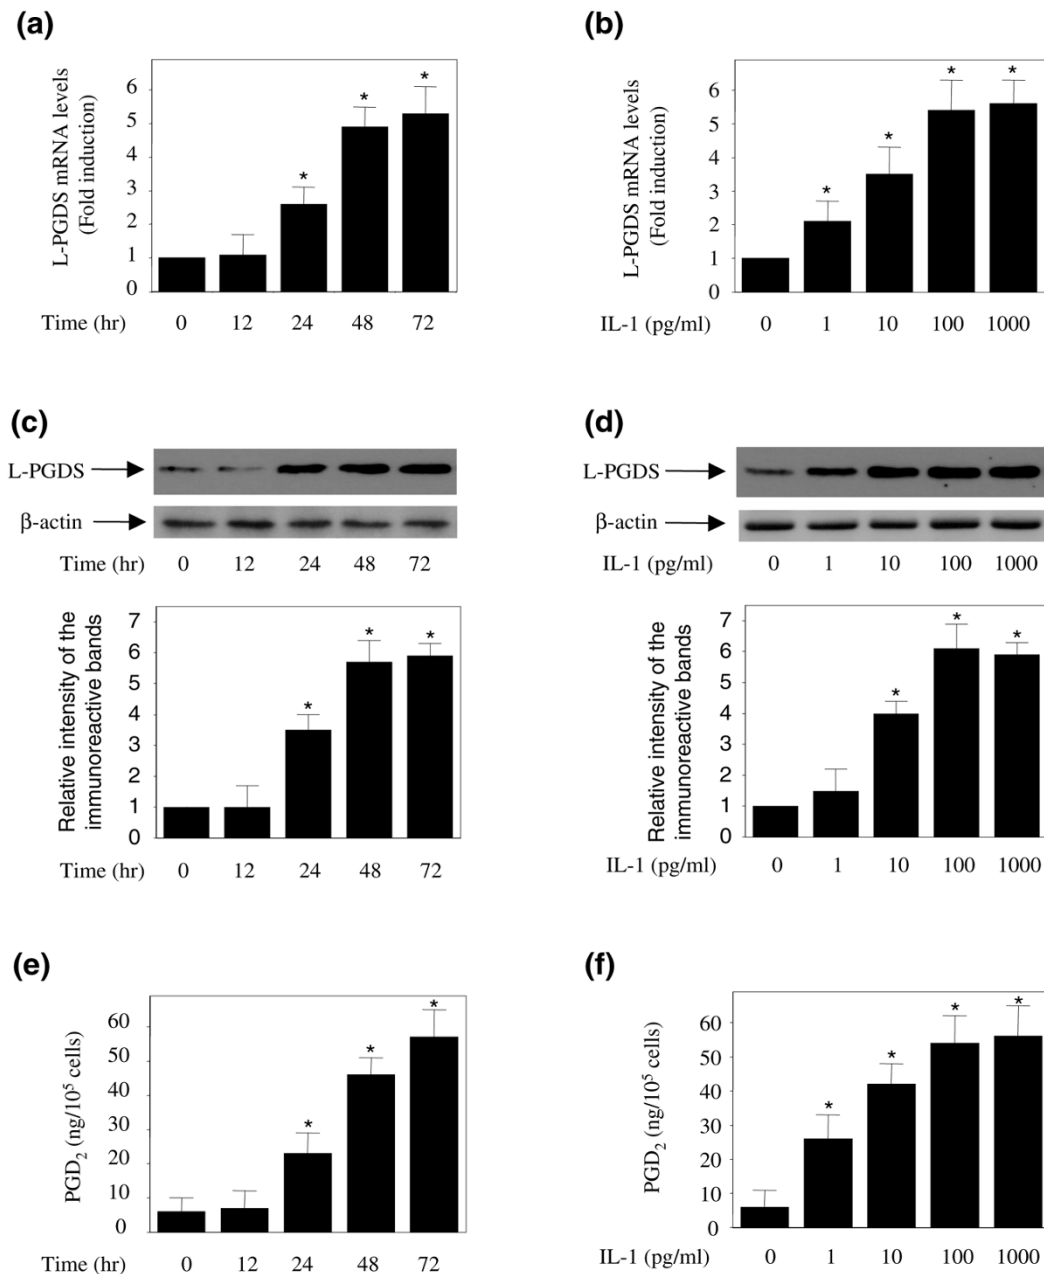 (a)
L-PGDS mRNA levels
(Fold induction)
6
5
4
3
2
1
0
* * *
Time (hr) 0 12 24 48 72
(b)
L-PGDS mRNA levels
(Fold induction)
6
5
4
3
2
1
0
* * * *
IL-1 (pg/ml) 0 1 10 100 1000
(c)
L-PGDS
β-actin
Time (hr) 0 12 24 48 72
Relative intensity of the
immunoreactive bands
7
6
5
4
3
2
1
0
* * *
Time (hr) 0 12 24 48 72
(d)
L-PGDS
β-actin
IL-1 (pg/ml) 0 1 10 100 1000
Relative intensity of the
immunoreactive bands
7
6
5
4
3
2
1
0
* * *
IL-1 (pg/ml) 0 1 10 100 1000
(e)
PGD₂ (ng/10⁵ cells)
60
50
40
30
20
10
0
* * *
Time (hr) 0 12 24 48 72
(f)
PGD₂ (ng/10⁵ cells)
60
50
40
30
20
10
0
* * * *
IL-1 (pg/ml) 0 1 10 100 1000